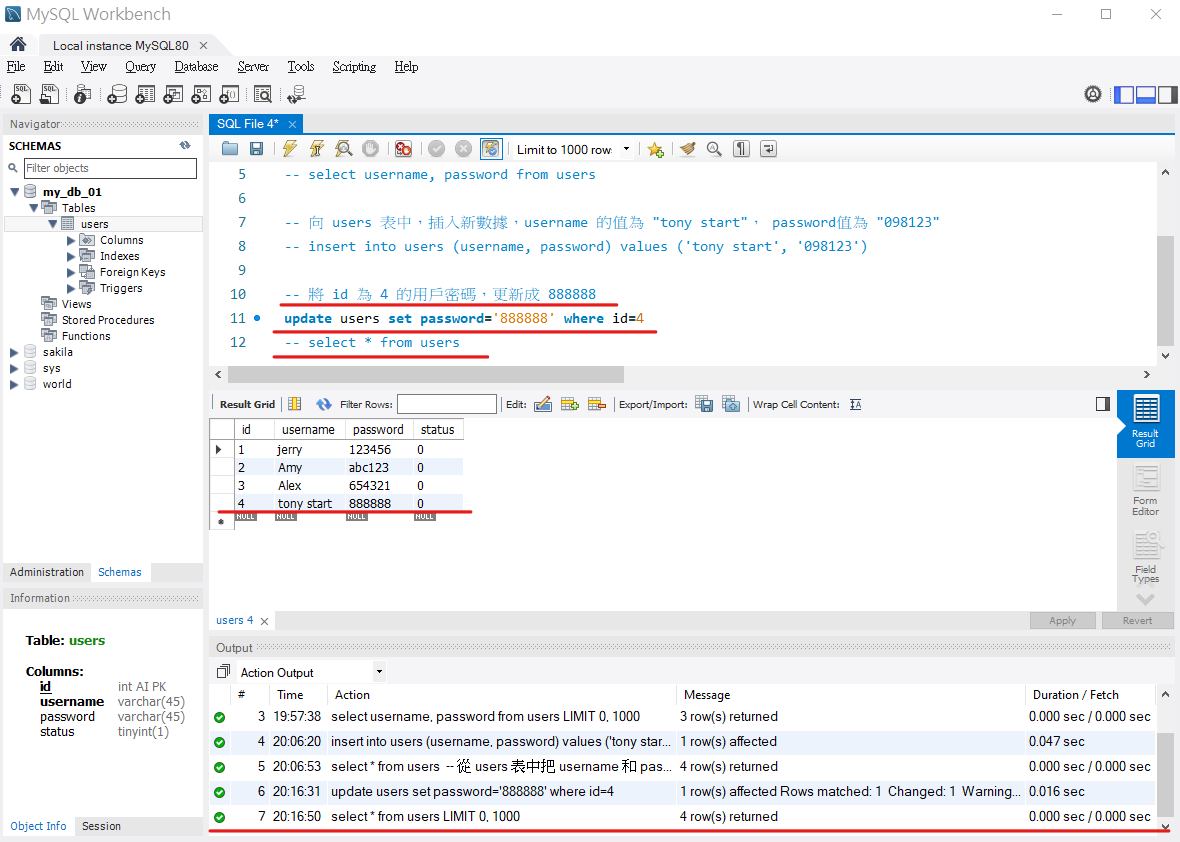 MySQL Workbench
Local instance MySQL80
File Edit View Query Database Server Tools Scripting Help
Navigator
SCHEMAS
Filter objects
my_db_01
Tables
users
Columns
Indexes
Foreign Keys
Triggers
Views
Stored Procedures
Functions
sakila
sys
world
Administration Schemas
Information
Table: users
Columns:
id int AI PK
username varchar(45)
password varchar(45)
status tinyint(1)
Object Info Session
SQL File 4*
Limit to 1000 rows
5 -- select username, password from users
6
7 -- 向 users 表中，插入新數據，username 的值為 "tony start"， password值為 "098123"
8 -- insert into users (username, password) values ('tony start', '098123')
9
10 -- 將 id 為 4 的用戶密碼，更新成 888888
11 update users set password='888888' where id=4
12 -- select * from users
Result Grid Filter Rows: Edit: Export/Import: Wrap Cell Content:
id username password status
1 jerry 123456 0
2 Amy abc123 0
3 Alex 654321 0
4 tony start 888888 0
NULL NULL NULL NULL
Result
Grid
Form
Editor
Field
Types
users 4
Apply Revert
Output
Action Output
# Time Action Message Duration / Fetch
3 19:57:38 select username, password from users LIMIT 0, 1000 3 row(s) returned 0.000 sec / 0.000 sec
4 20:06:20 insert into users (username, password) values ('tony star... 1 row(s) affected 0.047 sec
5 20:06:53 select * from users -- 從 users 表中把 username 和 pas... 4 row(s) returned 0.000 sec / 0.000 sec
6 20:16:31 update users set password='888888' where id=4 1 row(s) affected Rows matched: 1 Changed: 1 Warning... 0.016 sec
7 20:16:50 select * from users LIMIT 0, 1000 4 row(s) returned 0.000 sec / 0.000 sec